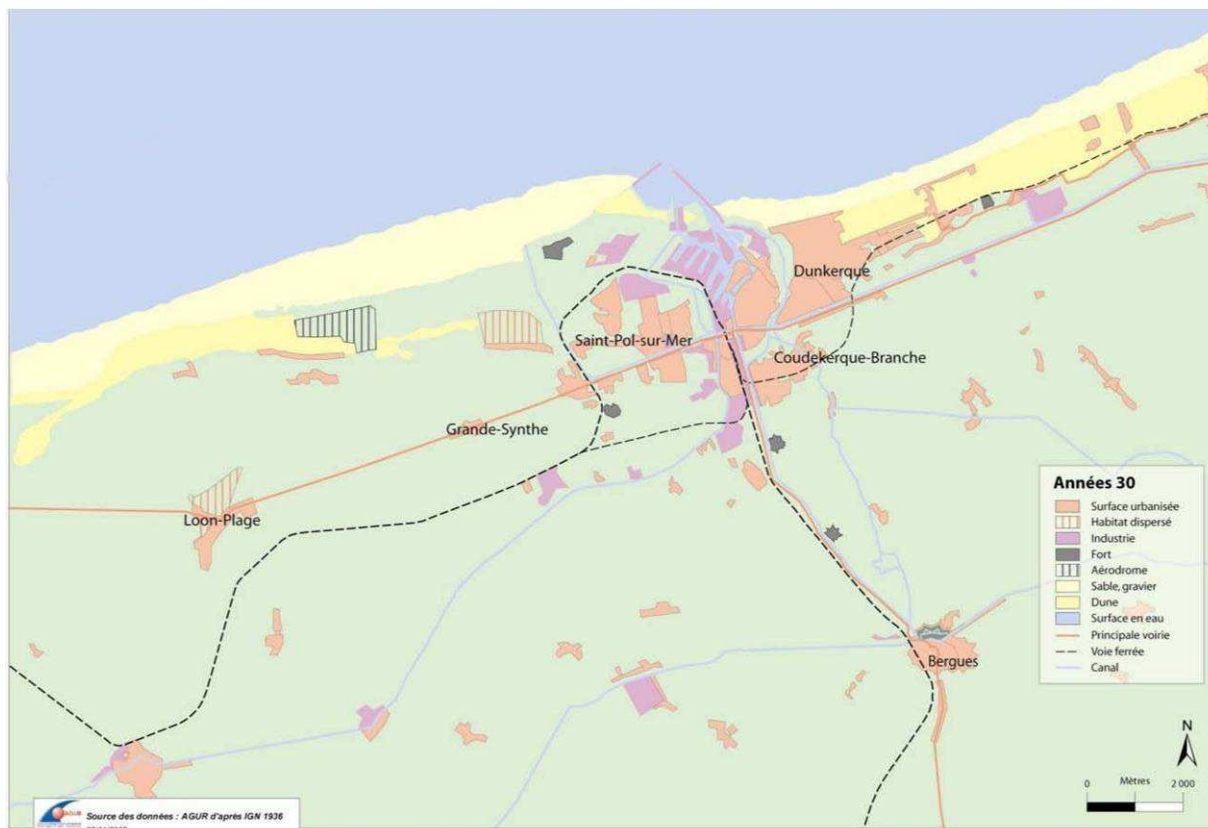 Dunkerque
Saint-Pol-sur-Mer
Coudekerque-Branche
Grande-Synthe
Loon-Plage
Bergues
Années 30
Surface urbanisée
Habitat dispersé
Industrie
Fort
Aérodrome
Sable, gravier
Dune
Surface en eau
Principale voirie
Voie ferrée
Canal
N
Mètres
0 2 000
AGUR
Source des données : AGUR d'après IGN 1936